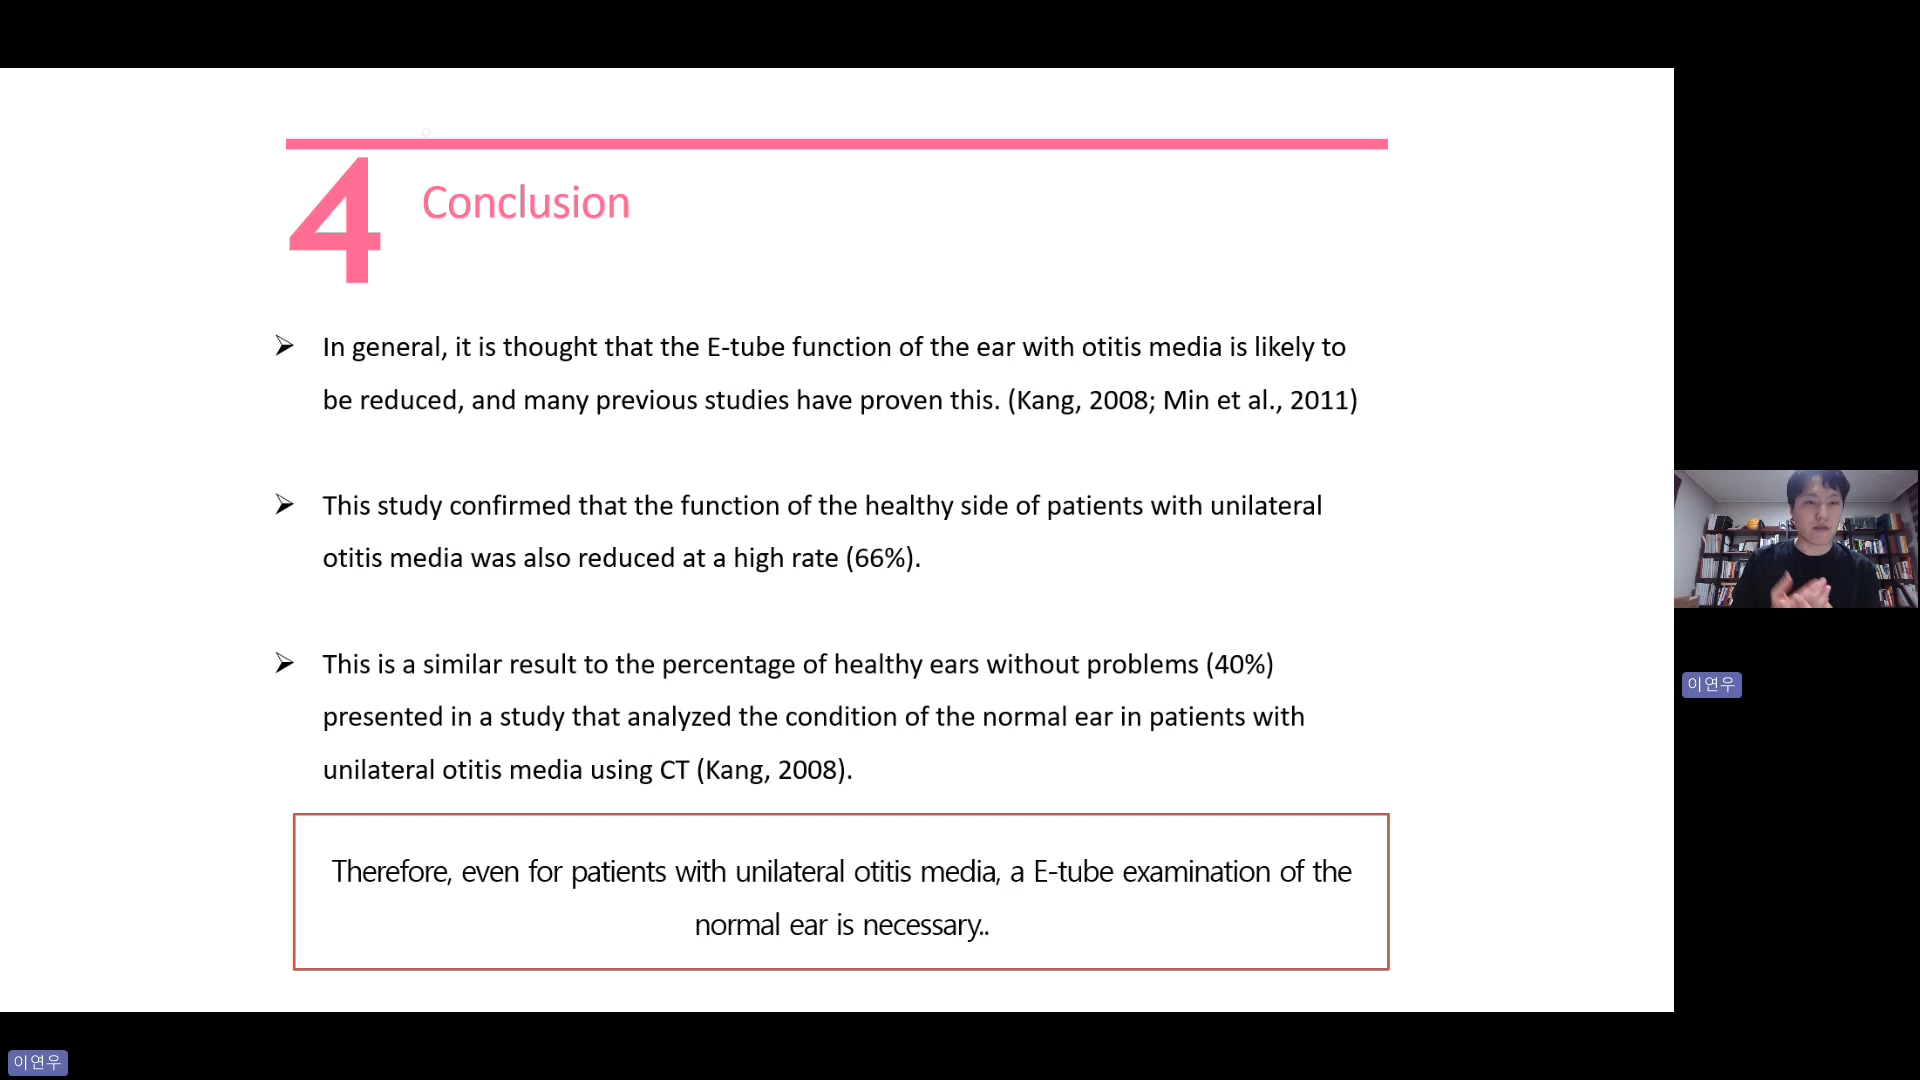 4
Conclusion
➢ In general, it is thought that the E-tube function of the ear with otitis media is likely to
be reduced, and many previous studies have proven this. (Kang, 2008; Min et al., 2011)
➢ This study confirmed that the function of the healthy side of patients with unilateral
otitis media was also reduced at a high rate (66%).
➢ This is a similar result to the percentage of healthy ears without problems (40%)
presented in a study that analyzed the condition of the normal ear in patients with
unilateral otitis media using CT (Kang, 2008).
Therefore, even for patients with unilateral otitis media, a E-tube examination of the
normal ear is necessary..
이연우
이연우